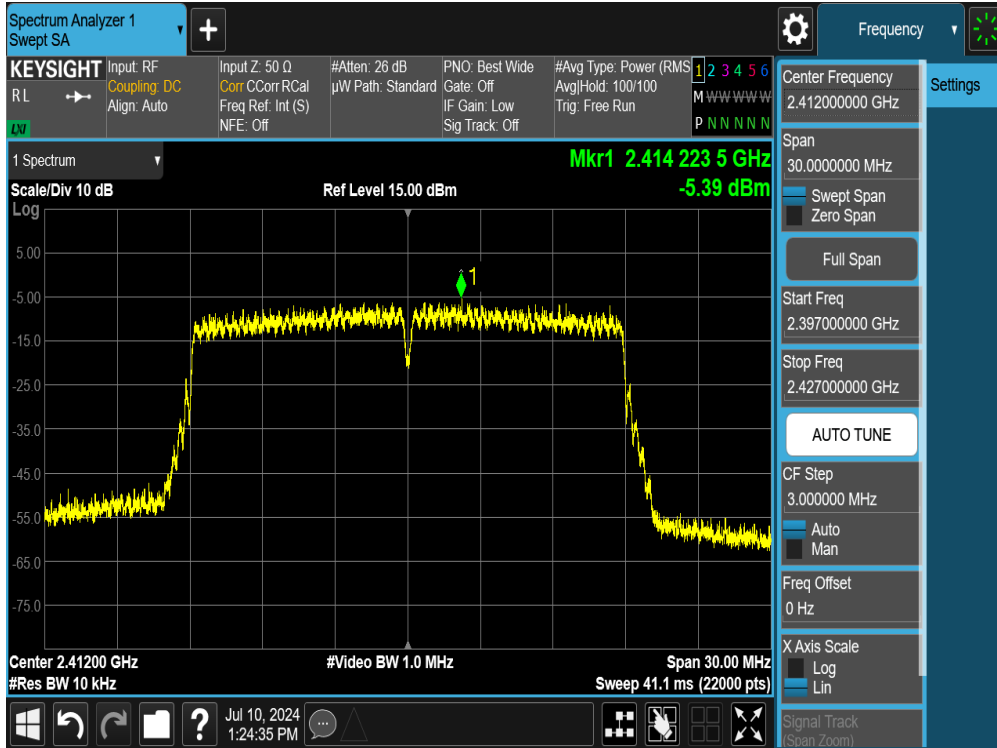 Spectrum Analyzer 1
Swept SA
+
Frequency
KEYSIGHT
R L
LXI
Input: RF
Coupling: DC
Align: Auto
Input Z: 50 Ω
Corr CCorr RCal
Freq Ref: Int (S)
NFE: Off
#Atten: 26 dB
µW Path: Standard
PNO: Best Wide
Gate: Off
IF Gain: Low
Sig Track: Off
#Avg Type: Power (RMS
Avg|Hold: 100/100
Trig: Free Run
1 2 3 4 5 6
M W W W W W
P N N N N N
Center Frequency
2.412000000 GHz
Settings
Span
30.0000000 MHz
Swept Span
Zero Span
Full Span
Start Freq
2.397000000 GHz
Stop Freq
2.427000000 GHz
AUTO TUNE
CF Step
3.000000 MHz
Auto
Man
Freq Offset
0 Hz
X Axis Scale
Log
Lin
Signal Track
(Span Zoom)
1 Spectrum
Mkr1 2.414 223 5 GHz
-5.39 dBm
Scale/Div 10 dB
Ref Level 15.00 dBm
Log
5.00
-5.00
-15.0
-25.0
-35.0
-45.0
-55.0
-65.0
-75.0
1
Center 2.41200 GHz
#Video BW 1.0 MHz
Span 30.00 MHz
#Res BW 10 kHz
Sweep 41.1 ms (22000 pts)
?
Jul 10, 2024
1:24:35 PM